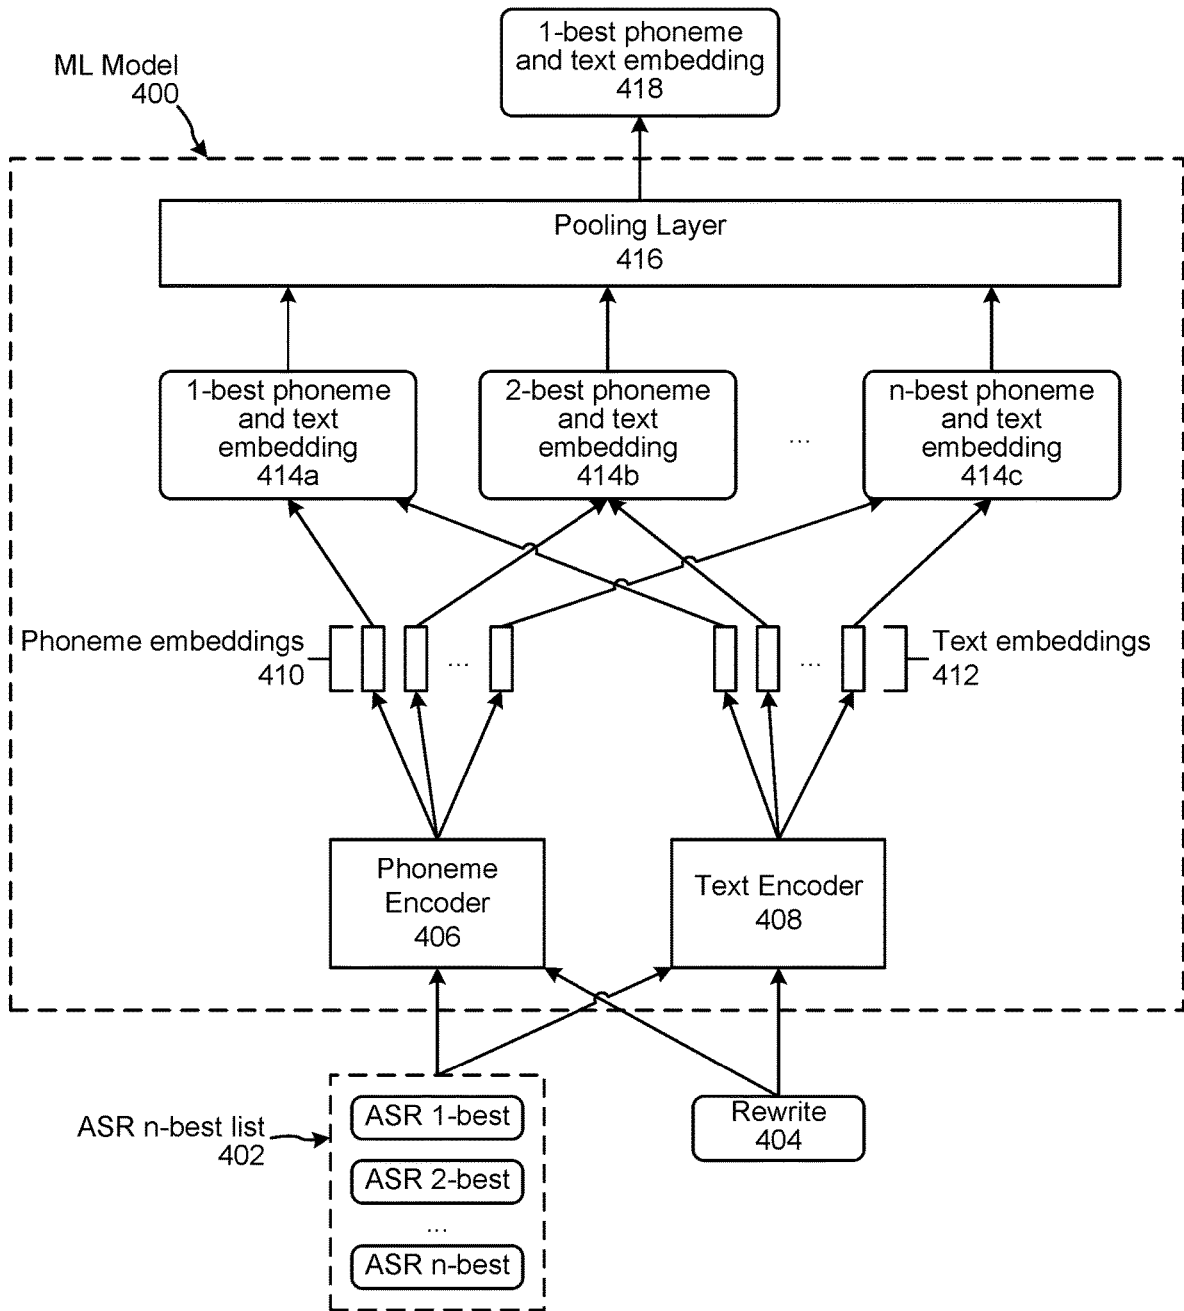 1-best phoneme
and text embedding
418
ML Model
400
Pooling Layer
416
1-best phoneme
and text
embedding
414a
2-best phoneme
and text
embedding
414b
...
n-best phoneme
and text
embedding
414c
Phoneme embeddings
410
...
...
Text embeddings
412
Phoneme
Encoder
406
Text Encoder
408
ASR n-best list
402
ASR 1-best
ASR 2-best
...
ASR n-best
Rewrite
404